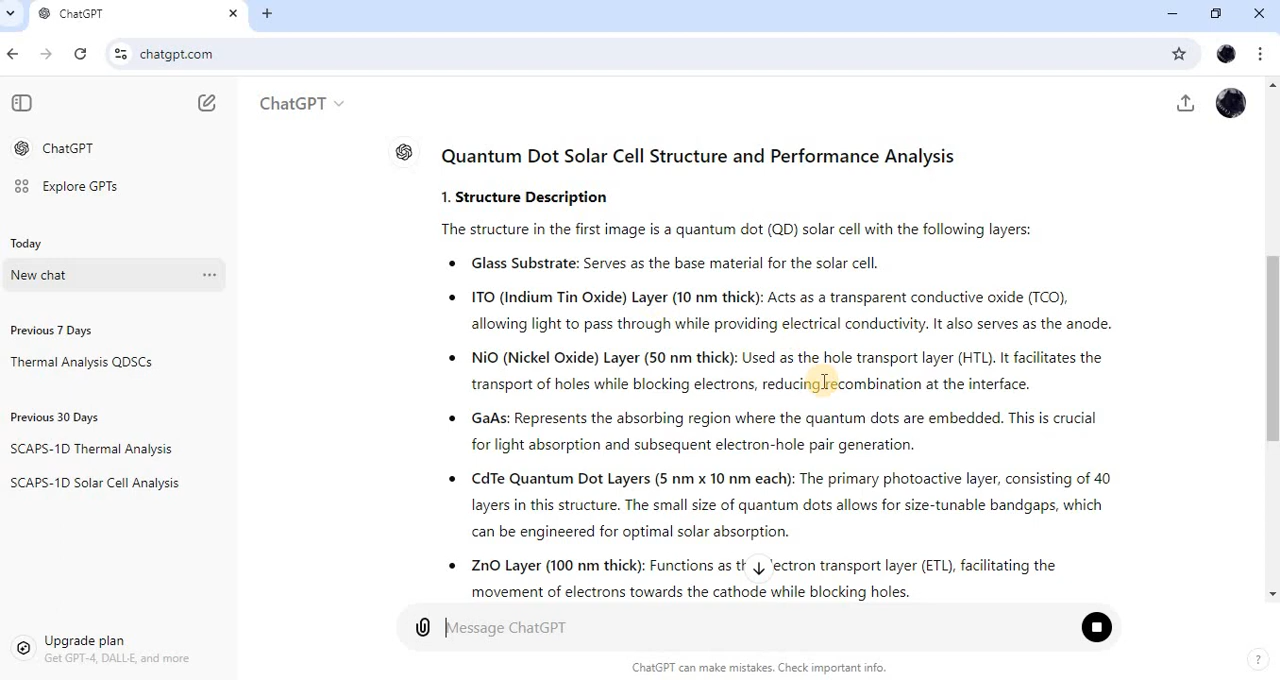 ChatGPT
chatgpt.com
ChatGPT
ChatGPT
Explore GPTs
Today
New chat
Previous 7 Days
Thermal Analysis QDSCs
Previous 30 Days
SCAPS-1D Thermal Analysis
SCAPS-1D Solar Cell Analysis
Upgrade plan
Get GPT-4, DALL·E, and more
Quantum Dot Solar Cell Structure and Performance Analysis
1. Structure Description
The structure in the first image is a quantum dot (QD) solar cell with the following layers:
• Glass Substrate: Serves as the base material for the solar cell.
• ITO (Indium Tin Oxide) Layer (10 nm thick): Acts as a transparent conductive oxide (TCO),
allowing light to pass through while providing electrical conductivity. It also serves as the anode.
• NiO (Nickel Oxide) Layer (50 nm thick): Used as the hole transport layer (HTL). It facilitates the
transport of holes while blocking electrons, reducing recombination at the interface.
• GaAs: Represents the absorbing region where the quantum dots are embedded. This is crucial
for light absorption and subsequent electron-hole pair generation.
• CdTe Quantum Dot Layers (5 nm x 10 nm each): The primary photoactive layer, consisting of 40
layers in this structure. The small size of quantum dots allows for size-tunable bandgaps, which
can be engineered for optimal solar absorption.
• ZnO Layer (100 nm thick): Functions as transport layer (ETL), facilitating the
movement of electrons towards the cathode while blocking holes.
Message ChatGPT
ChatGPT can make mistakes. Check important info.
?